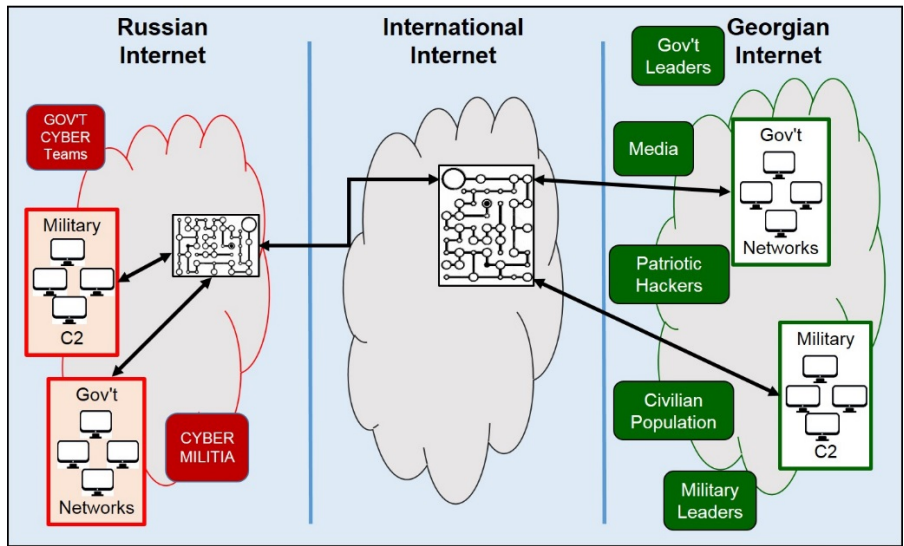 Russian
Internet
International
Internet
Georgian
Internet
GOV'T
CYBER
Teams
Military
C2
Gov't
Networks
CYBER
MILITIA
Gov't
Leaders
Media
Gov't
Networks
Patriotic
Hackers
Military
C2
Civilian
Population
Military
Leaders